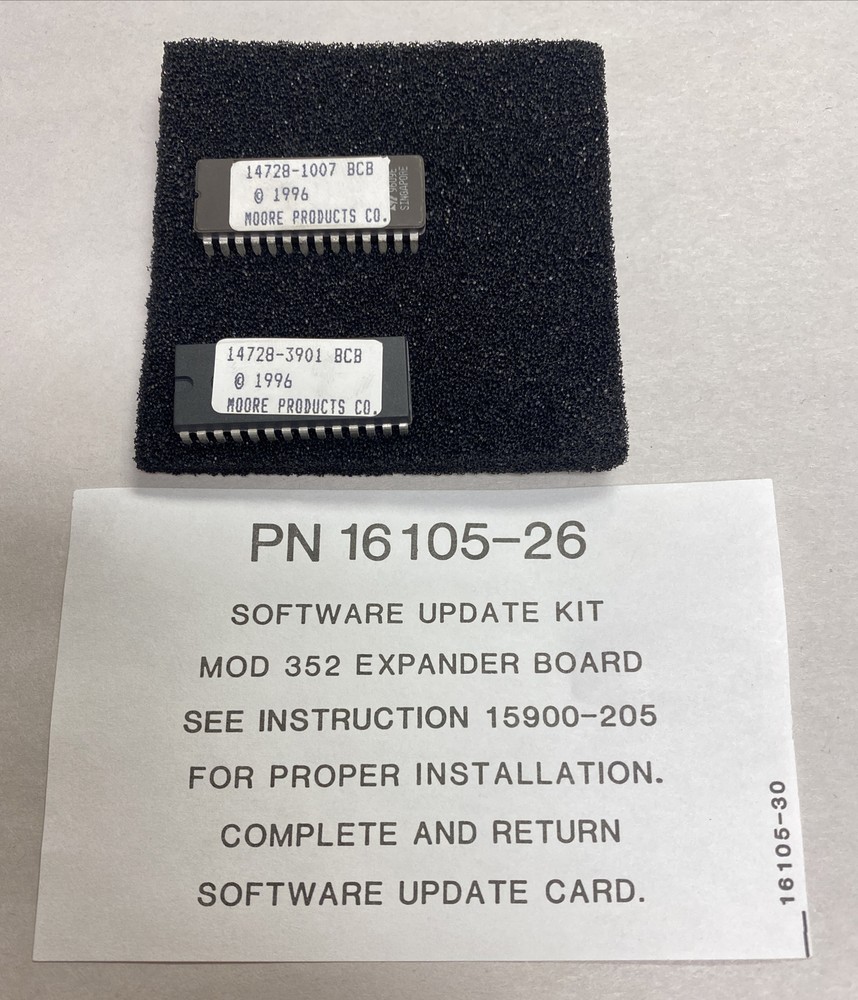 14728-1007 BCB
© 1996
MOORE PRODUCTS CO.
SINGAPORE
14728-3901 BCB
© 1996
MOORE PRODUCTS CO.
PN 16105-26
SOFTWARE UPDATE KIT
MOD 352 EXPANDER BOARD
SEE INSTRUCTION 15900-205
FOR PROPER INSTALLATION.
COMPLETE AND RETURN
SOFTWARE UPDATE CARD.
16105-30